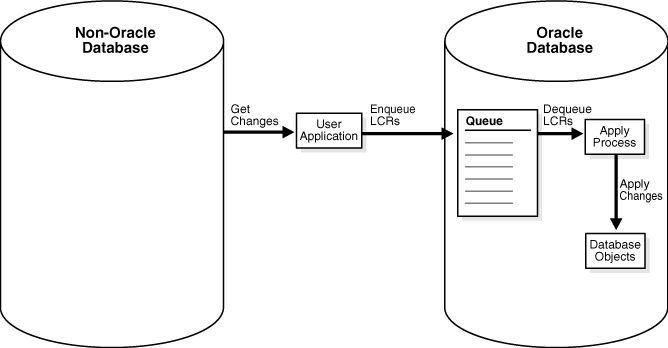 Non-Oracle
Database
Oracle
Database
Get
Changes
User
Application
Enqueue
LCRs
Queue
Dequeue
LCRs
Apply
Process
Apply
Changes
Database
Objects